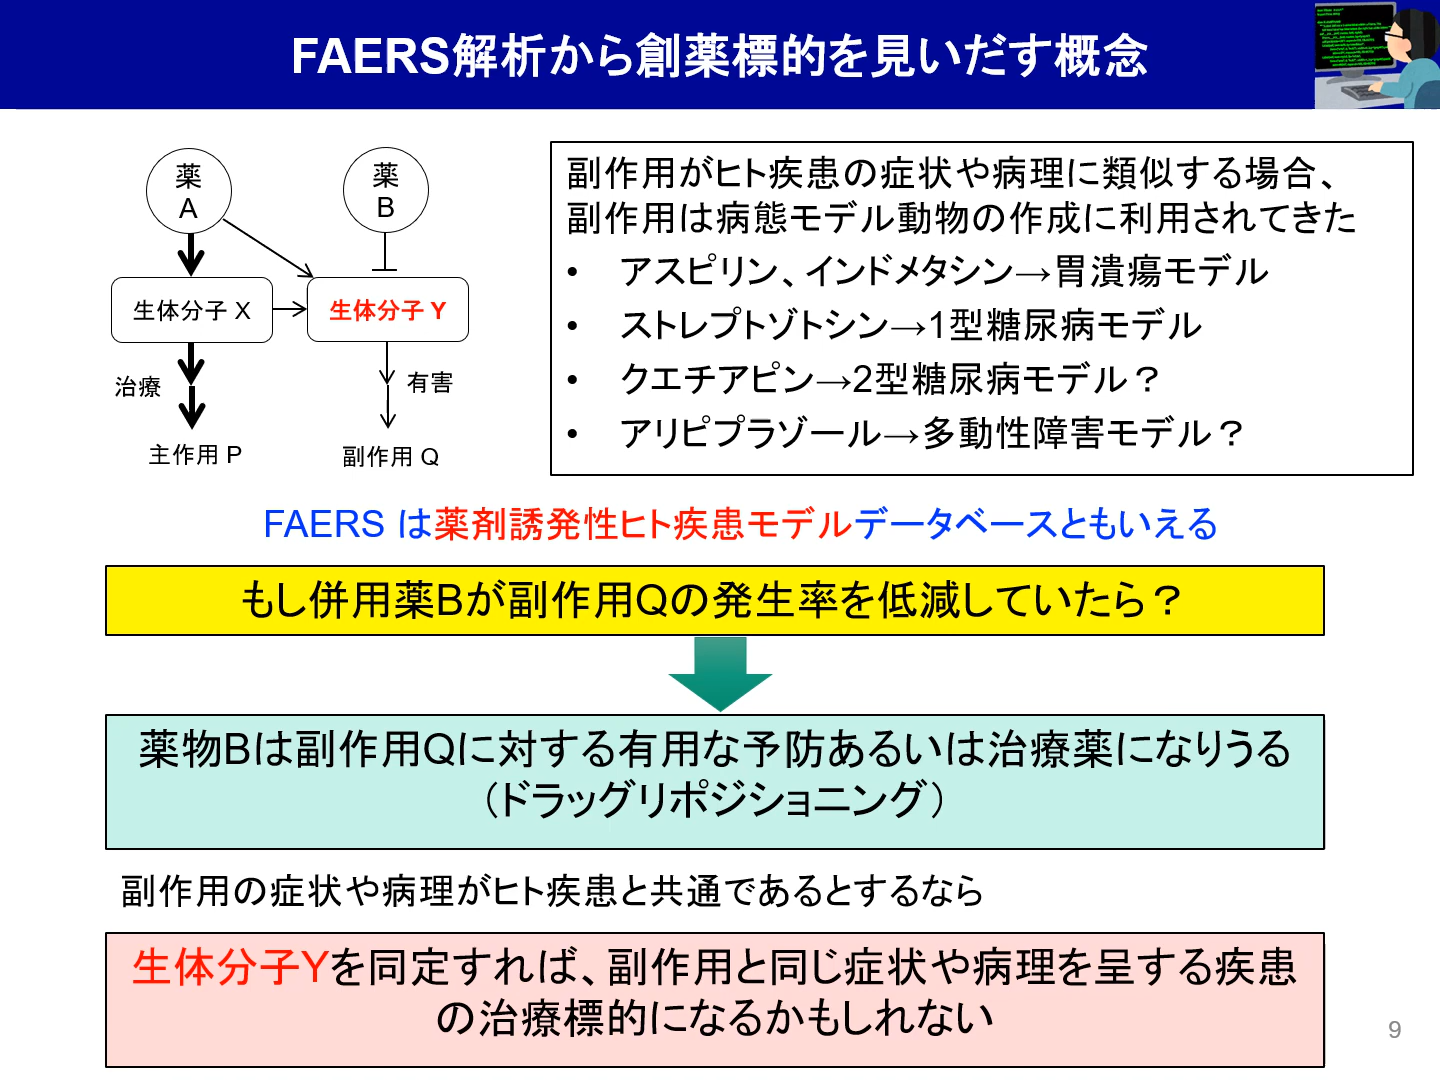 FAERS解析から創薬標的を見いだす概念
薬
A
薬
B
生体分子 X
生体分子 Y
治療
有害
主作用 P
副作用 Q
副作用がヒト疾患の症状や病理に類似する場合、
副作用は病態モデル動物の作成に利用されてきた
• アスピリン、インドメタシン→胃潰瘍モデル
• ストレプトゾトシン→1型糖尿病モデル
• クエチアピン→2型糖尿病モデル？
• アリピプラゾール→多動性障害モデル？
FAERS は薬剤誘発性ヒト疾患モデルデータベースともいえる
もし併用薬Bが副作用Qの発生率を低減していたら？
薬物Bは副作用Qに対する有用な予防あるいは治療薬になりうる
（ドラッグリポジショニング）
副作用の症状や病理がヒト疾患と共通であるとするなら
生体分子Yを同定すれば、副作用と同じ症状や病理を呈する疾患
の治療標的になるかもしれない
9